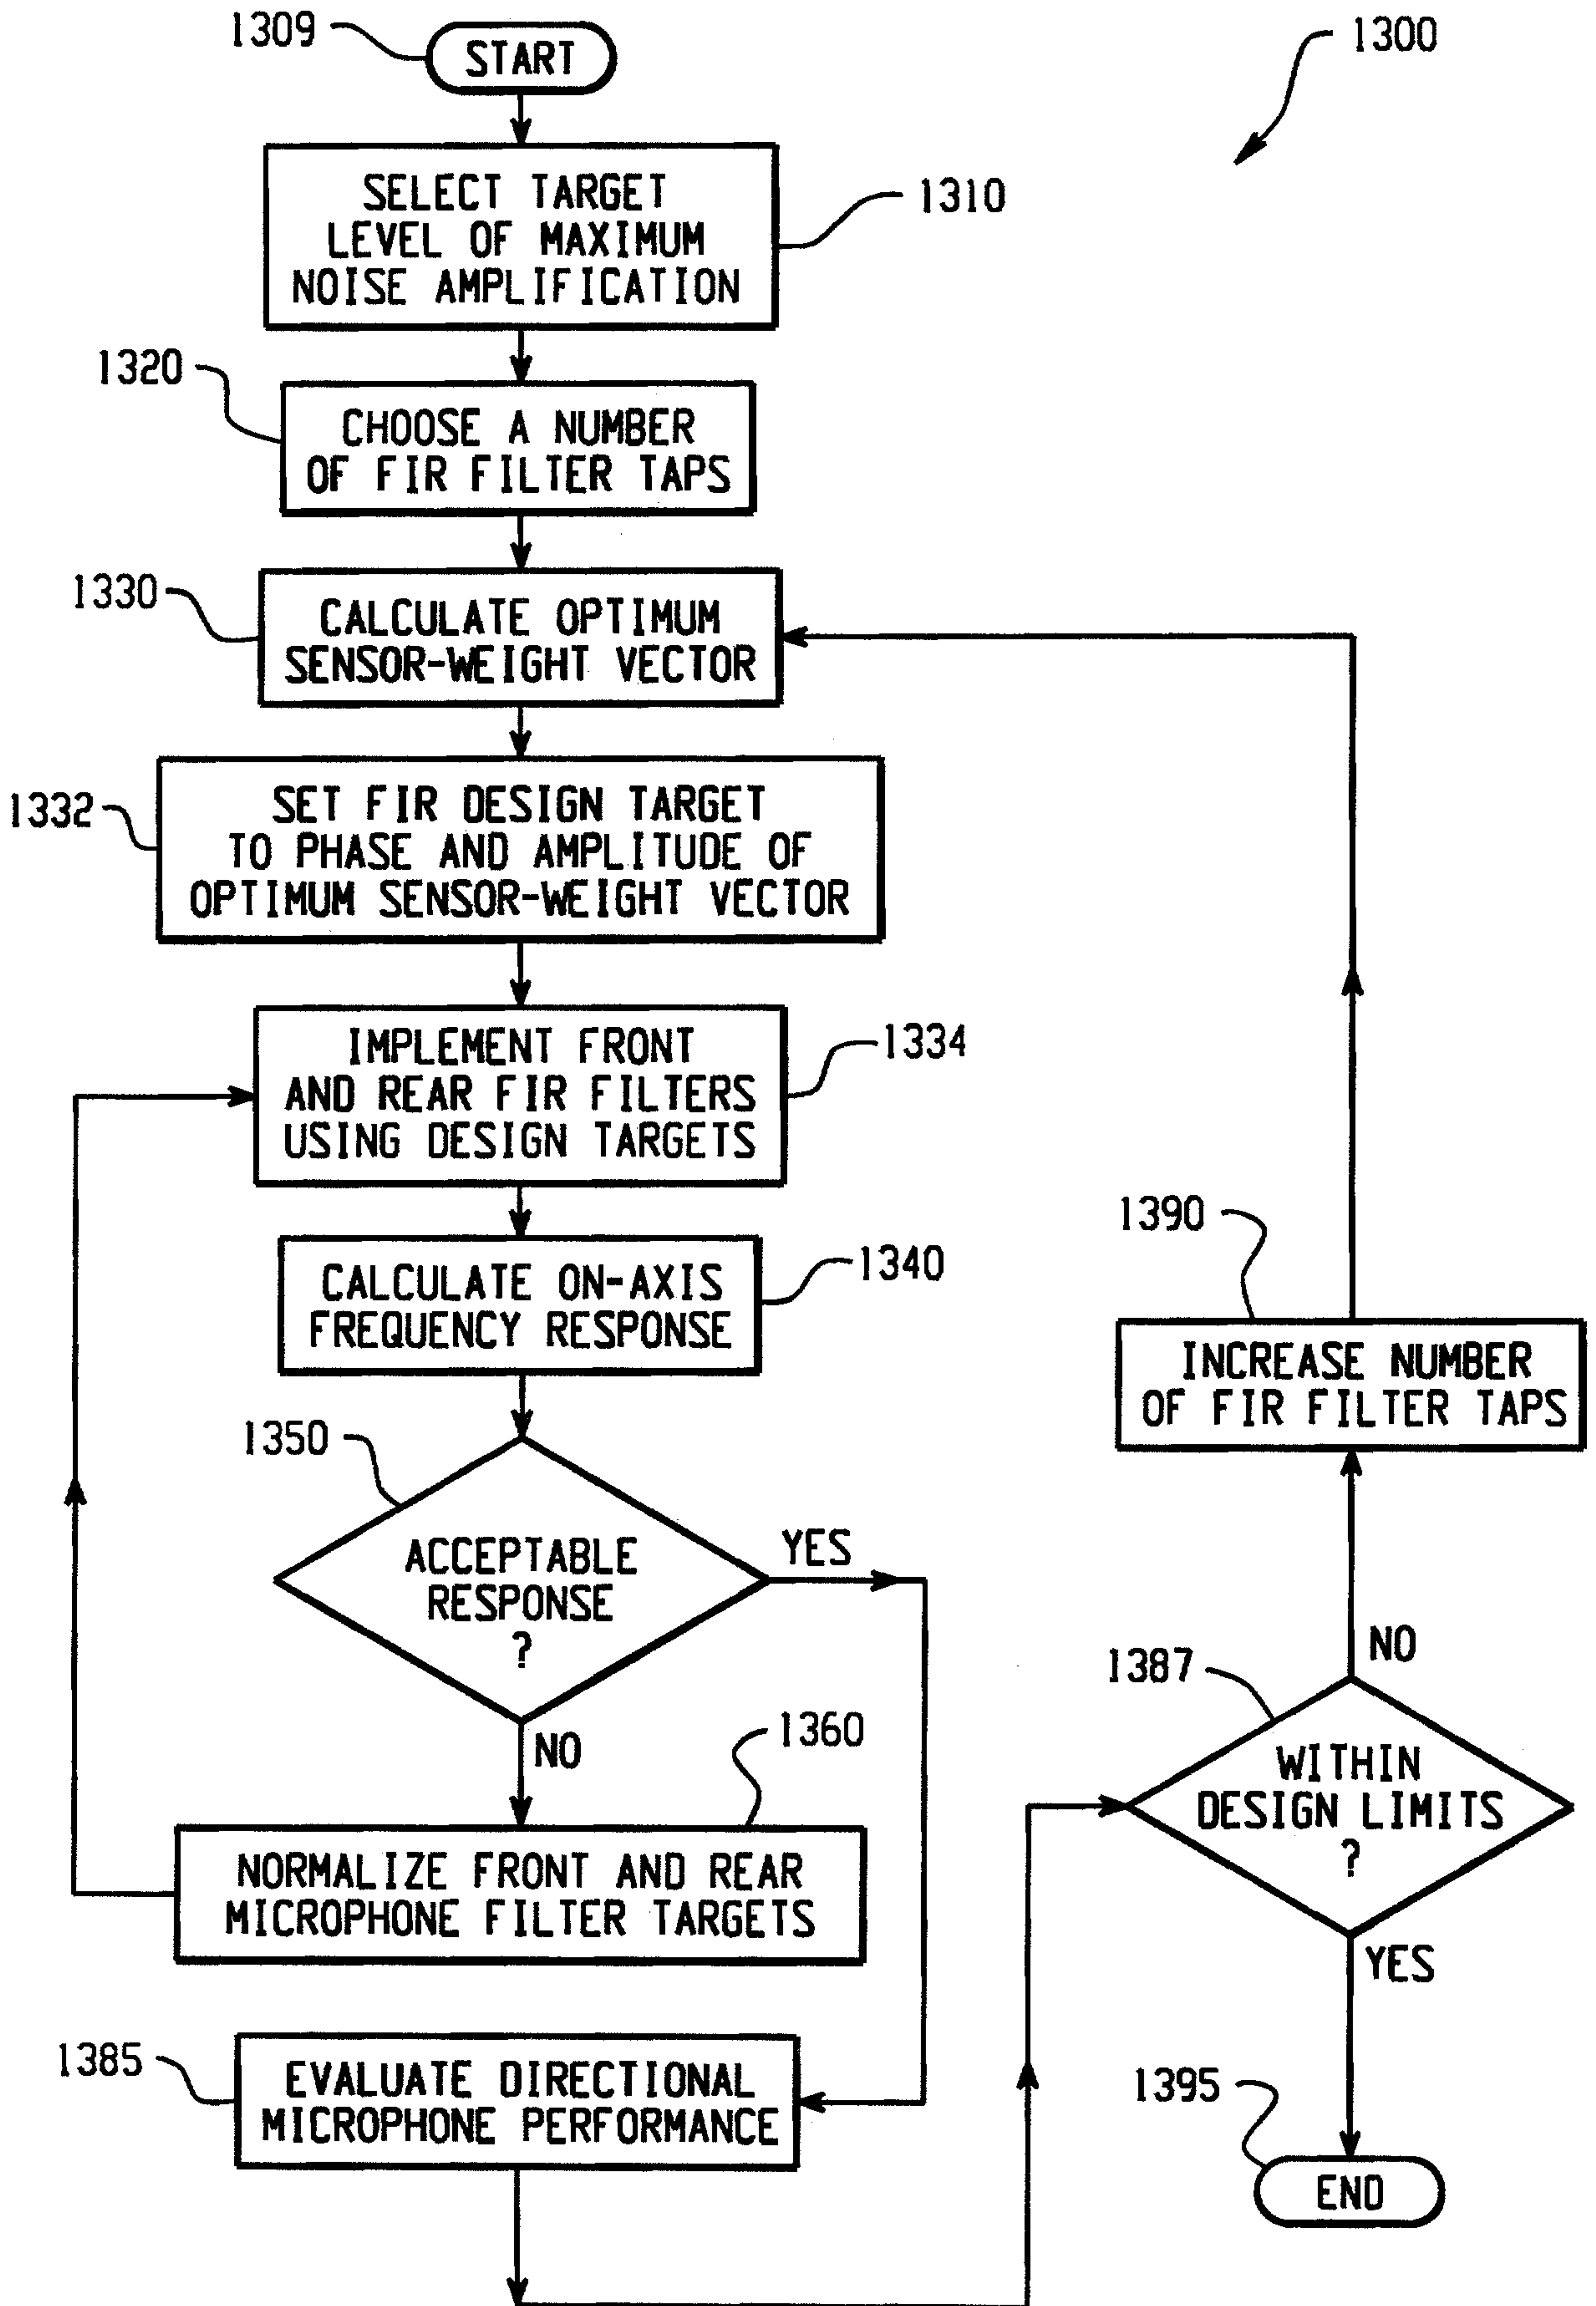 1309
START
1300
SELECT TARGET
LEVEL OF MAXIMUM
NOISE AMPLIFICATION
1310
1320
CHOOSE A NUMBER
OF FIR FILTER TAPS
1330
CALCULATE OPTIMUM
SENSOR-WEIGHT VECTOR
1332
SET FIR DESIGN TARGET
TO PHASE AND AMPLITUDE OF
OPTIMUM SENSOR-WEIGHT VECTOR
IMPLEMENT FRONT
AND REAR FIR FILTERS
USING DESIGN TARGETS
1334
CALCULATE ON-AXIS
FREQUENCY RESPONSE
1340
1350
ACCEPTABLE
RESPONSE
?
YES
NO
1360
NORMALIZE FRONT AND REAR
MICROPHONE FILTER TARGETS
1385
EVALUATE DIRECTIONAL
MICROPHONE PERFORMANCE
1390
INCREASE NUMBER
OF FIR FILTER TAPS
NO
1387
WITHIN
DESIGN LIMITS
?
YES
1395
END